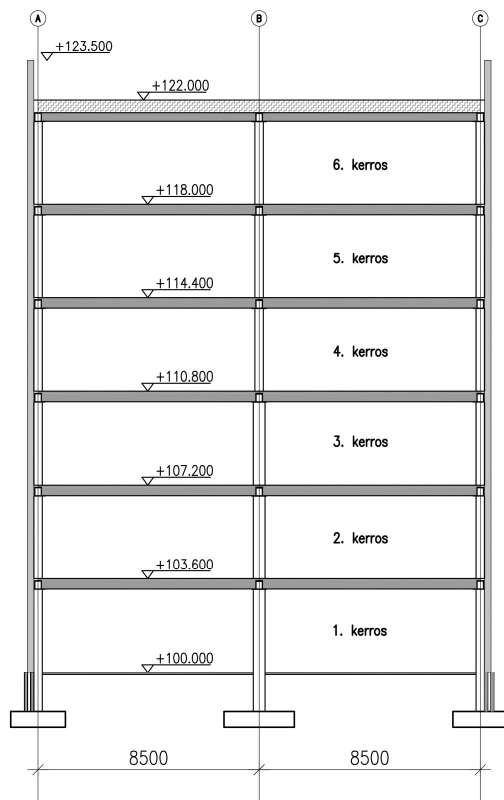 A B C
+123.500
+122.000
6. kerros
+118.000
5. kerros
+114.400
4. kerros
+110.800
3. kerros
+107.200
2. kerros
+103.600
1. kerros
+100.000
8500 8500